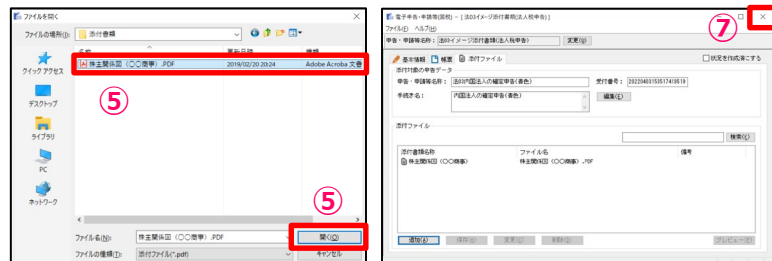 ファイルを開く
ファイルの場所(I):
添付書類
名前
更新日時
種類
株主関係図（〇〇商事）.PDF
2019/02/20 20:24
Adobe Acroba 文書
クイック アクセス
デスクトップ
ライブラリ
PC
ネットワーク
⑤
⑤
ファイル名(N):
株主関係図（〇〇商事）.PDF
開く(O)
ファイルの種類(T):
添付ファイル(*.pdf)
キャンセル
電子申告・申請等(国税) - [ 法03イメージ添付書類(法人税申告)]
⑦
ファイル(F) ヘルプ(H)
申告・申請等名称：
法03イメージ添付書類(法人税申告)
変更(g)
基本情報
帳票
添付ファイル
状況を作成済にする
添付対象の申告データ
申告・申請等名称：
法03内国法人の確定申告(青色)
受付番号：
手続き名：
内国法人の確定申告(青色)
編集(E)
添付ファイル
検索(L)
添付書類名称
ファイル名
備考
株主関係図（〇〇商事）
株主関係図（〇〇商事）.PDF
追加(A)
保存(S)
変更(C)
削除(D)
プレビュー(Z)